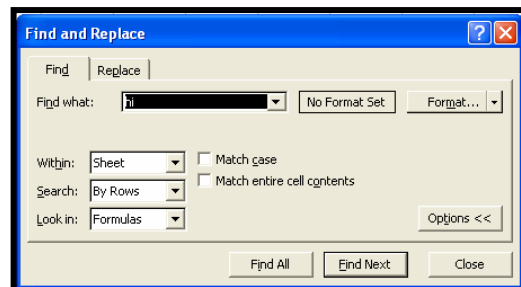 Find and Replace
Find Replace
Find what: hi No Format Set Format...
Within: Sheet Match case
Match entire cell contents
Search: By Rows
Look in: Formulas
Options <<
Find All Find Next Close